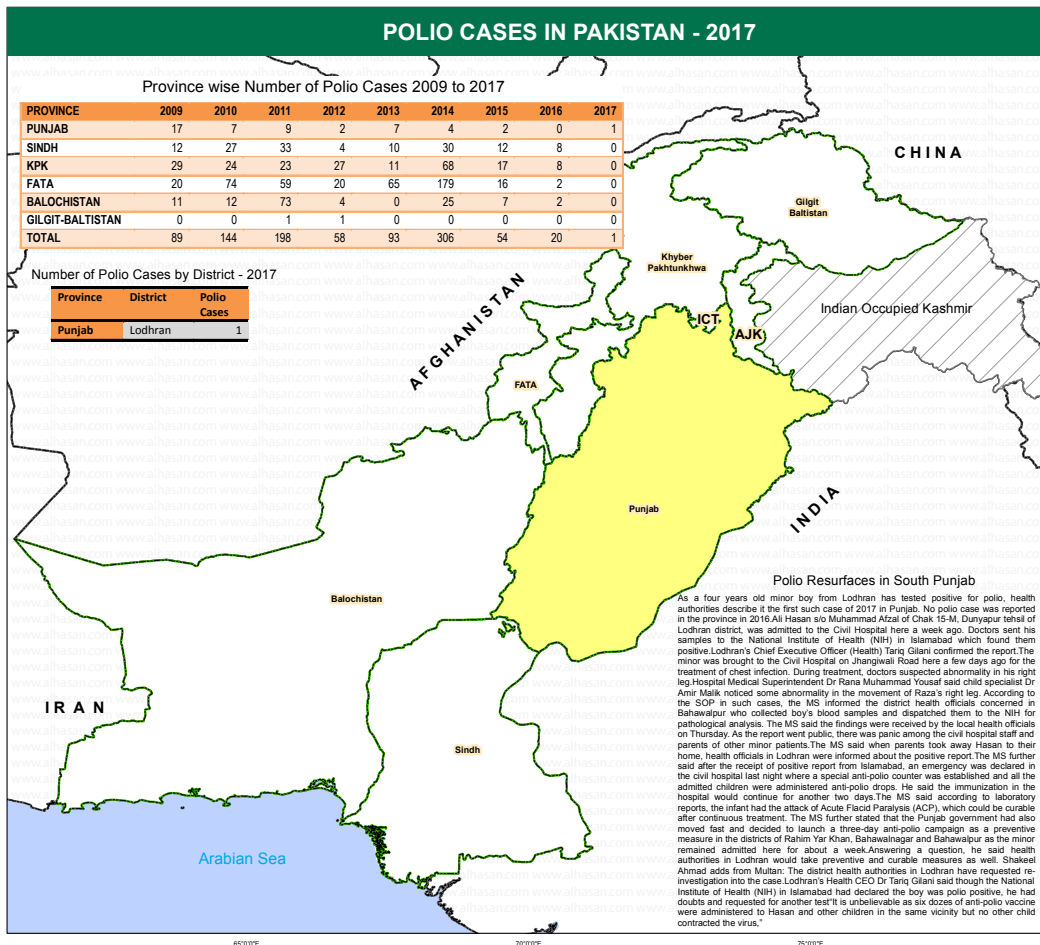 POLIO CASES IN PAKISTAN - 2017
Province wise Number of Polio Cases 2009 to 2017
PROVINCE 2009 2010 2011 2012 2013 2014 2015 2016 2017
PUNJAB 17 7 9 2 7 4 2 0 1
SINDH 12 27 33 4 10 30 12 8 0
KPK 29 24 23 27 11 68 17 8 0
FATA 20 74 59 20 65 179 16 2 0
BALOCHISTAN 11 12 73 4 0 25 7 2 0
GILGIT-BALTISTAN 0 0 1 1 0 0 0 0 0
TOTAL 89 144 198 58 93 306 54 20 1
Number of Polio Cases by District - 2017
Province District Polio
Cases
Punjab Lodhran 1
CHINA
Gilgit
Baltistan
Khyber
Pakhtunkhwa
Indian Occupied Kashmir
ICT
AJK
AFGHANISTAN
FATA
Punjab
INDIA
Balochistan
IRAN
Sindh
Arabian Sea
Polio Resurfaces in South Punjab
As a four years old minor boy from Lodhran has tested positive for polio, health
authorities describe it the first such case of 2017 in Punjab. No polio case was reported
in the province in 2016.Ali Hasan s/o Muhammad Afzal of Chak 15-M, Dunyapur tehsil of
Lodhran district, was admitted to the Civil Hospital here a week ago. Doctors sent his
samples to the National Institute of Health (NIH) in Islamabad which found them
positive.Lodhran's Chief Executive Officer (Health) Tariq Gilani confirmed the report.The
minor was brought to the Civil Hospital on Jhangiwali Road here a few days ago for the
treatment of chest infection. During treatment, doctors suspected abnormality in his right
leg.Hospital Medical Superintendent Dr Rana Muhammad Yousaf said child specialist Dr
Amir Malik noticed some abnormality in the movement of Raza's right leg. According to
the SOP in such cases, the MS informed the district health officials concerned in
Bahawalpur who collected boy's blood samples and dispatched them to the NIH for
pathological analysis. The MS said the findings were received by the local health officials
on Thursday. As the report went public, there was panic among the civil hospital staff and
parents of other minor patients.The MS said when parents took away Hasan to their
home, health officials in Lodhran were informed about the positive report.The MS further
said after the receipt of positive report from Islamabad, an emergency was declared in
the civil hospital last night where a special anti-polio counter was established and all the
admitted children were administered anti-polio drops. He said the immunization in the
hospital would continue for another two days.The MS said according to laboratory
reports, the infant had the attack of Acute Flacid Paralysis (ACP), which could be curable
after continuous treatment. The MS further stated that the Punjab government had also
moved fast and decided to launch a three-day anti-polio campaign as a preventive
measure in the districts of Rahim Yar Khan, Bahawalnagar and Bahawalpur as the minor
remained admitted here for about a week.Answering a question, he said health
authorities in Lodhran would take preventive and curable measures as well. Shakeel
Ahmad adds from Multan: The district health authorities in Lodhran have requested re-
investigation into the case.Lodhran's Health CEO Dr Tariq Gilani said though the National
Institute of Health (NIH) in Islamabad had declared the boy was polio positive, he had
doubts and requested for another test"It is unbelievable as six dozes of anti-polio vaccine
were administered to Hasan and other children in the same vicinity but no other child
contracted the virus,"
65°0'0"E 70°0'0"E 75°0'0"E
www.alhasan.com